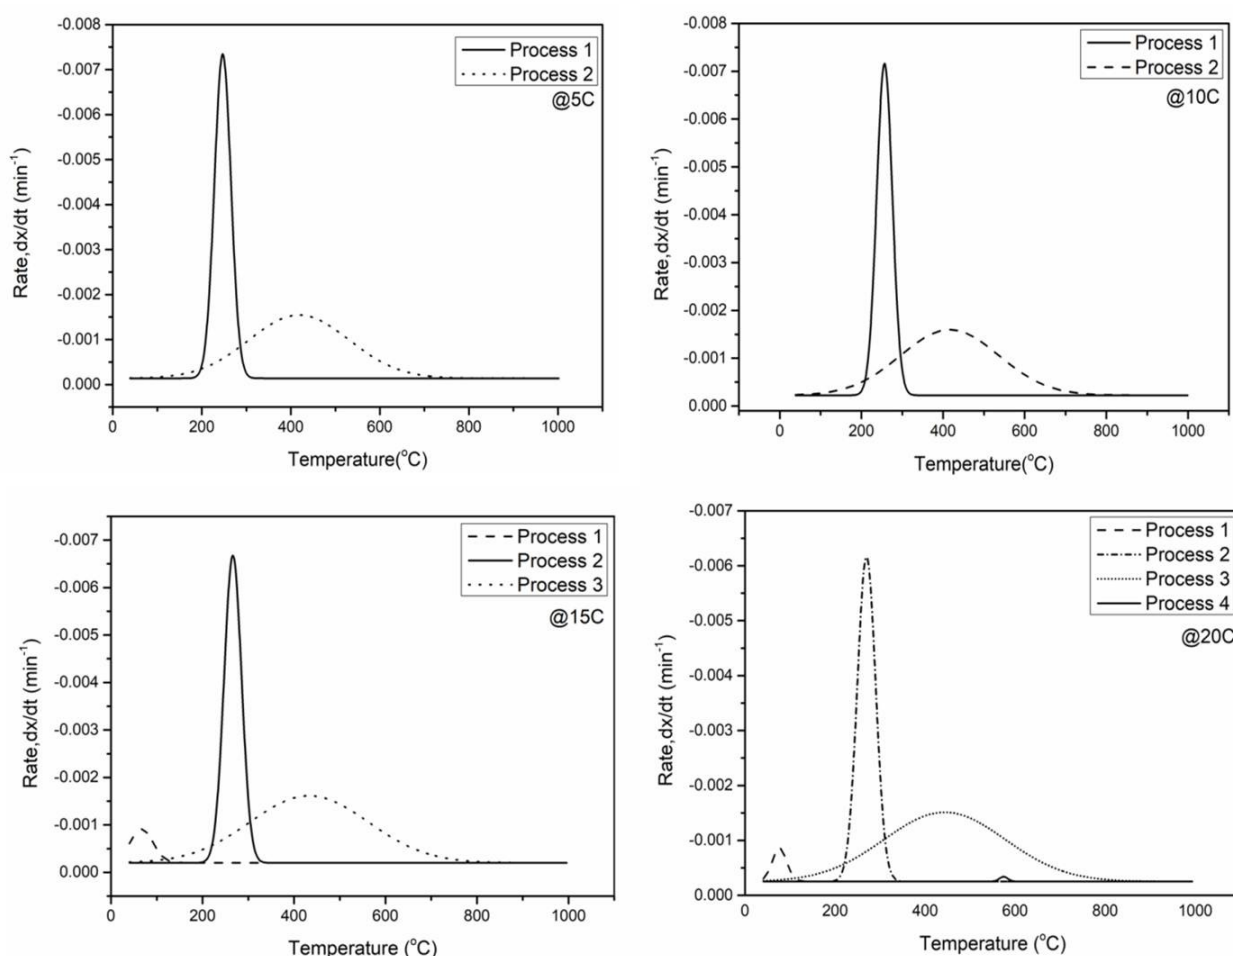 -0.008
-0.007
-0.006
-0.005
-0.004
-0.003
-0.002
-0.001
0.000
Rate,dx/dt (min⁻¹)
Process 1
Process 2
@5C
0 200 400 600 800 1000
Temperature(°C)
-0.008
-0.007
-0.006
-0.005
-0.004
-0.003
-0.002
-0.001
0.000
Rate,dx/dt (min⁻¹)
Process 1
Process 2
@10C
0 200 400 600 800 1000
Temperature(°C)
-0.007
-0.006
-0.005
-0.004
-0.003
-0.002
-0.001
0.000
Rate,dx/dt (min⁻¹)
Process 1
Process 2
Process 3
@15C
0 200 400 600 800 1000
Temperature (°C)
-0.007
-0.006
-0.005
-0.004
-0.003
-0.002
-0.001
0.000
Rate,dx/dt (min⁻¹)
Process 1
Process 2
Process 3
Process 4
@20C
0 200 400 600 800 1000
Temperature (°C)